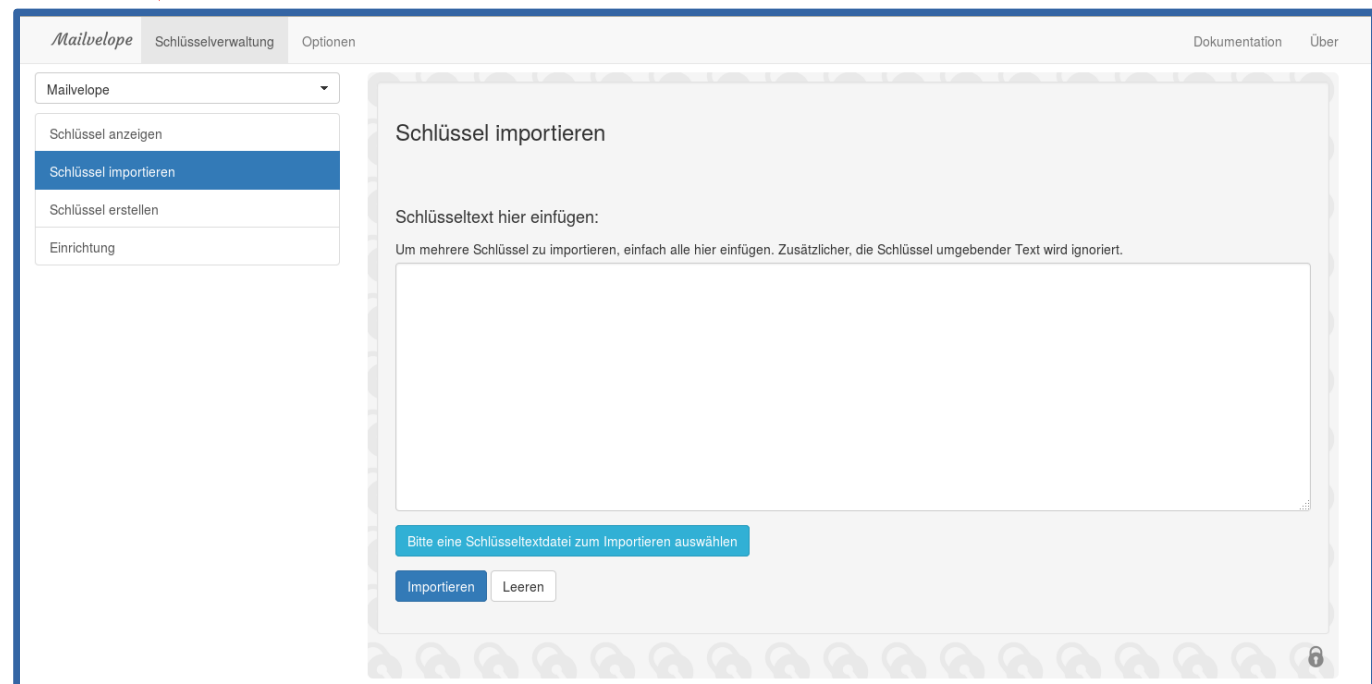 Mailvelope Schlüsselverwaltung Optionen Dokumentation Über
Mailvelope
Schlüssel anzeigen
Schlüssel importieren
Schlüssel erstellen
Einrichtung
Schlüssel importieren
Schlüsseltext hier einfügen:
Um mehrere Schlüssel zu importieren, einfach alle hier einfügen. Zusätzlicher, die Schlüssel umgebender Text wird ignoriert.
Bitte eine Schlüsseltextdatei zum Importieren auswählen
Importieren Leeren